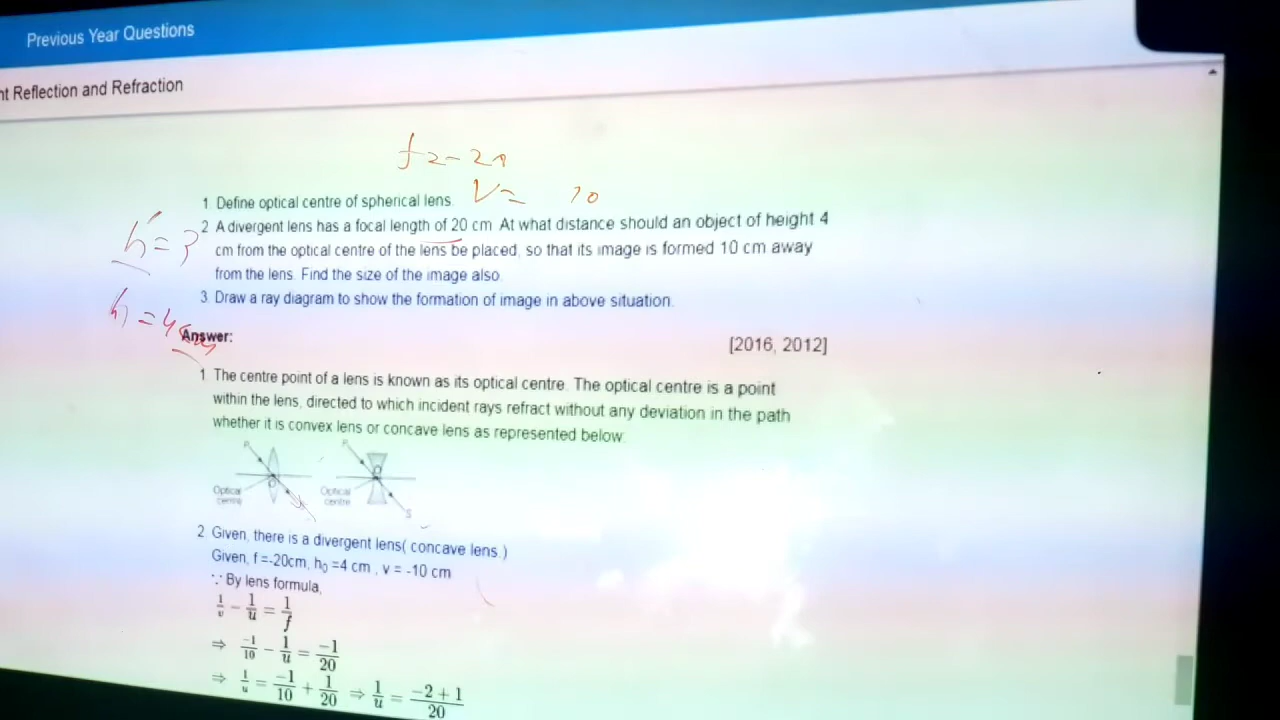 Previous Year Questions
nt Reflection and Refraction
f = -20
v = 10
1 Define optical centre of spherical lens.
2 A divergent lens has a focal length of 20 cm. At what distance should an object of height 4
cm from the optical centre of the lens be placed, so that its image is formed 10 cm away
from the lens. Find the size of the image also.
3. Draw a ray diagram to show the formation of image in above situation.
h' = ?
h = 4 cm
Answer:
[2016, 2012]
1 The centre point of a lens is known as its optical centre. The optical centre is a point
within the lens, directed to which incident rays refract without any deviation in the path
whether it is convex lens or concave lens as represented below:
Optical
centre
Optical
centre
S
2 Given, there is a divergent lens( concave lens.)
Given, f =-20cm, h₀ =4 cm , v = -10 cm
∵ By lens formula,
1/v - 1/u = 1/f
⇒ -1/10 - 1/u = -1/20
⇒ 1/u = -1/10 + 1/20 ⇒ 1/u = -2 + 1/20